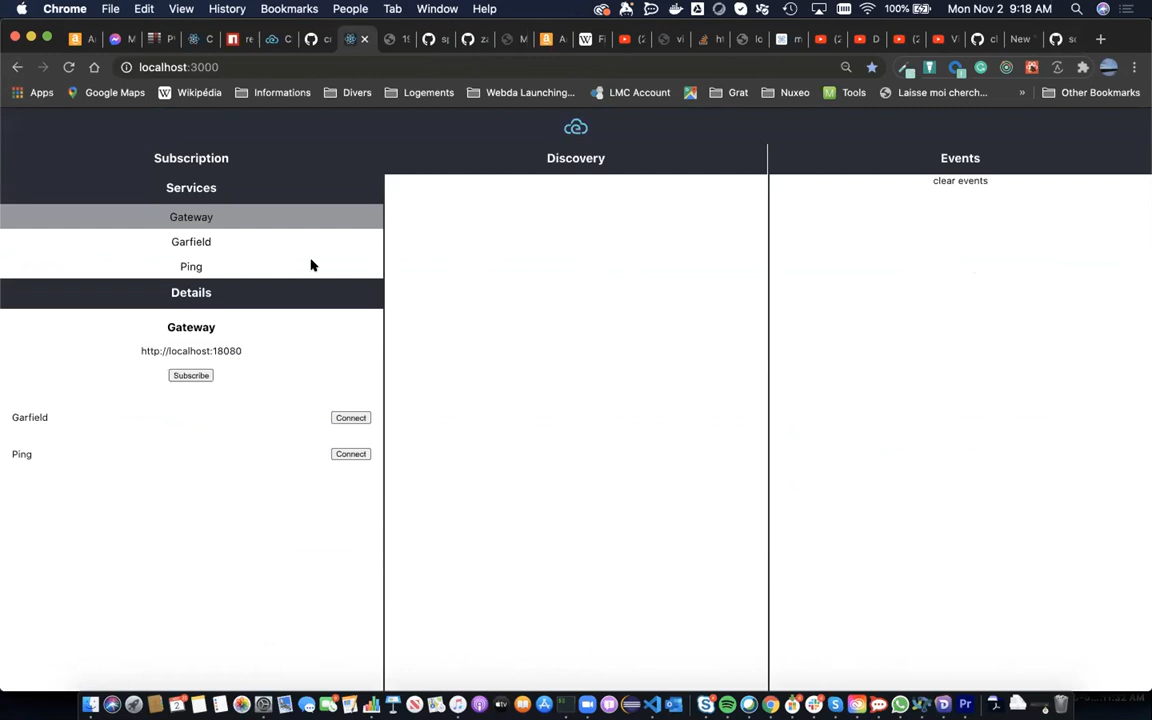 Chrome File Edit View History Bookmarks People Tab Window Help 100% Mon Nov 2 9:18 AM
localhost:3000
Apps Google Maps Wikipédia Informations Divers Logements Webda Launching... LMC Account Grat Nuxeo Tools Laisse moi cherch... » Other Bookmarks
Subscription Discovery Events
clear events
Services
Gateway
Garfield
Ping
Details
Gateway
http://localhost:18080
Subscribe
Garfield Connect
Ping Connect